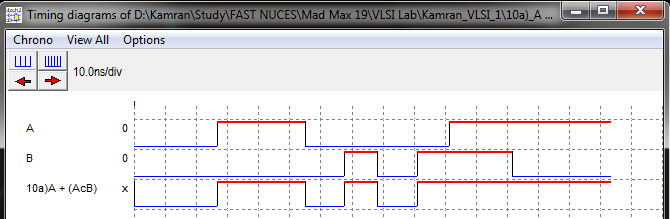 Timing diagrams of D:\Kamran\Study\FAST NUCES\Mad Max 19\VLSI Lab\Kamran_VLSI_1\10a)_A ...
Chrono View All Options
10.0ns/div
A 0
B 0
10a)A + (AcB) x